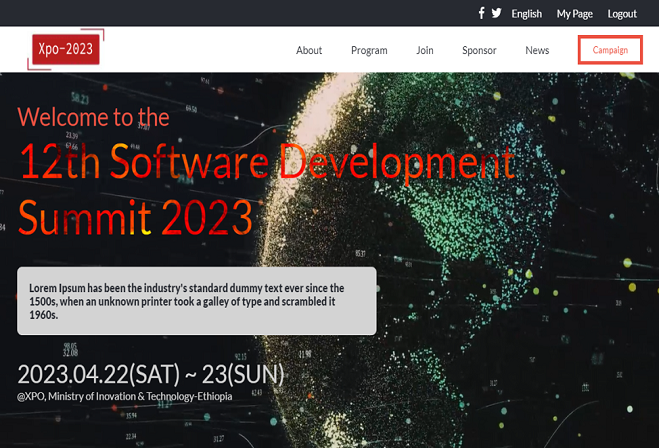 English My Page Logout
Xpo-2023
About Program Join Sponsor News Campaign
Welcome to the
12th Software Development
Summit 2023
Lorem Ipsum has been the industry's standard dummy text ever since the
1500s, when an unknown printer took a galley of type and scrambled it
1960s.
2023.04.22(SAT) ~ 23(SUN)
@XPO, Ministry of Inovation & Technology-Ethiopia